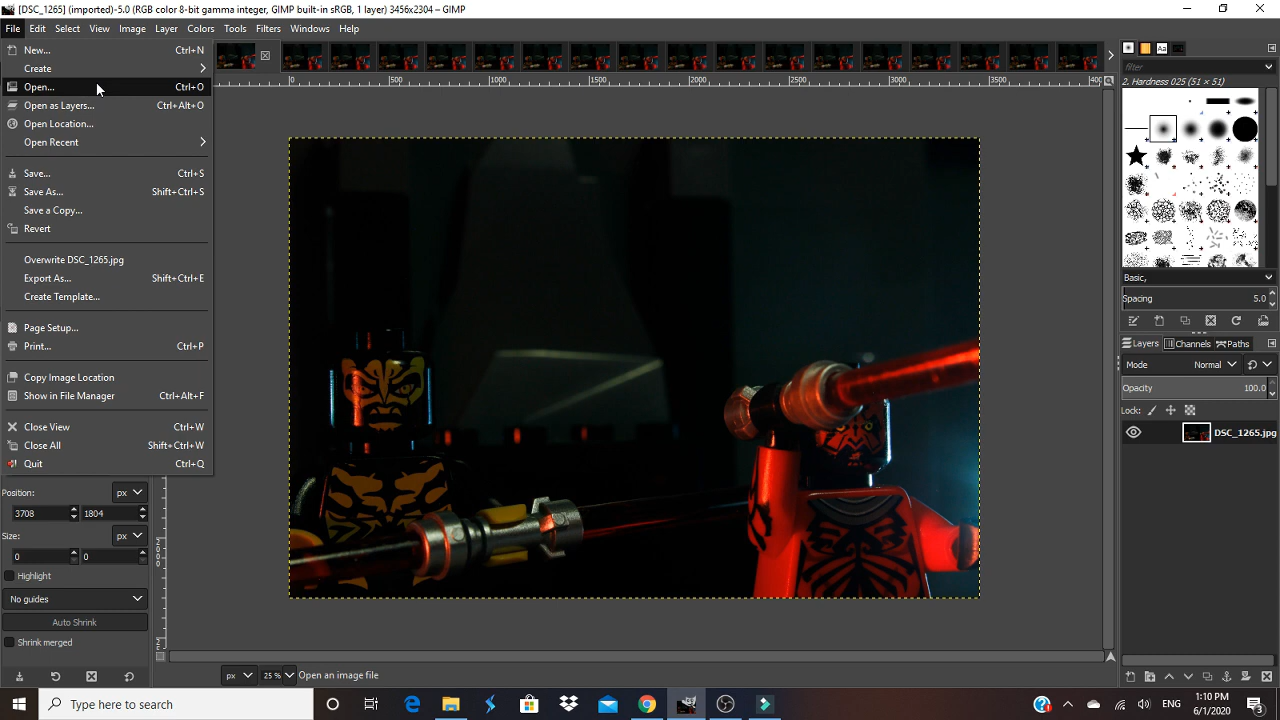 [DSC_1265] (imported)-5.0 (RGB color 8-bit gamma integer, GIMP built-in sRGB, 1 layer) 3456x2304 – GIMP
File Edit Select View Image Layer Colors Tools Filters Windows Help
New... Ctrl+N
Create
Open... Ctrl+O
Open as Layers... Ctrl+Alt+O
Open Location...
Open Recent
Save... Ctrl+S
Save As... Shift+Ctrl+S
Save a Copy...
Revert
Overwrite DSC_1265.jpg
Export As... Shift+Ctrl+E
Create Template...
Page Setup...
Print... Ctrl+P
Copy Image Location
Show in File Manager Ctrl+Alt+F
Close View Ctrl+W
Close All Shift+Ctrl+W
Quit Ctrl+Q
Position: px
3708 1804
Size: px
0 0
Highlight
No guides
Auto Shrink
Shrink merged
0 500 1000 1500 2000 2500 3000 3500 400
2000
px 25 % Open an image file
Aa
filter
2. Hardness 025 (51 × 51)
Basic,
Spacing 5.0
Layers Channels Paths
Mode Normal
Opacity 100.0
Lock:
DSC_1265.jpg
Type here to search
ENG
1:10 PM
6/1/2020
3